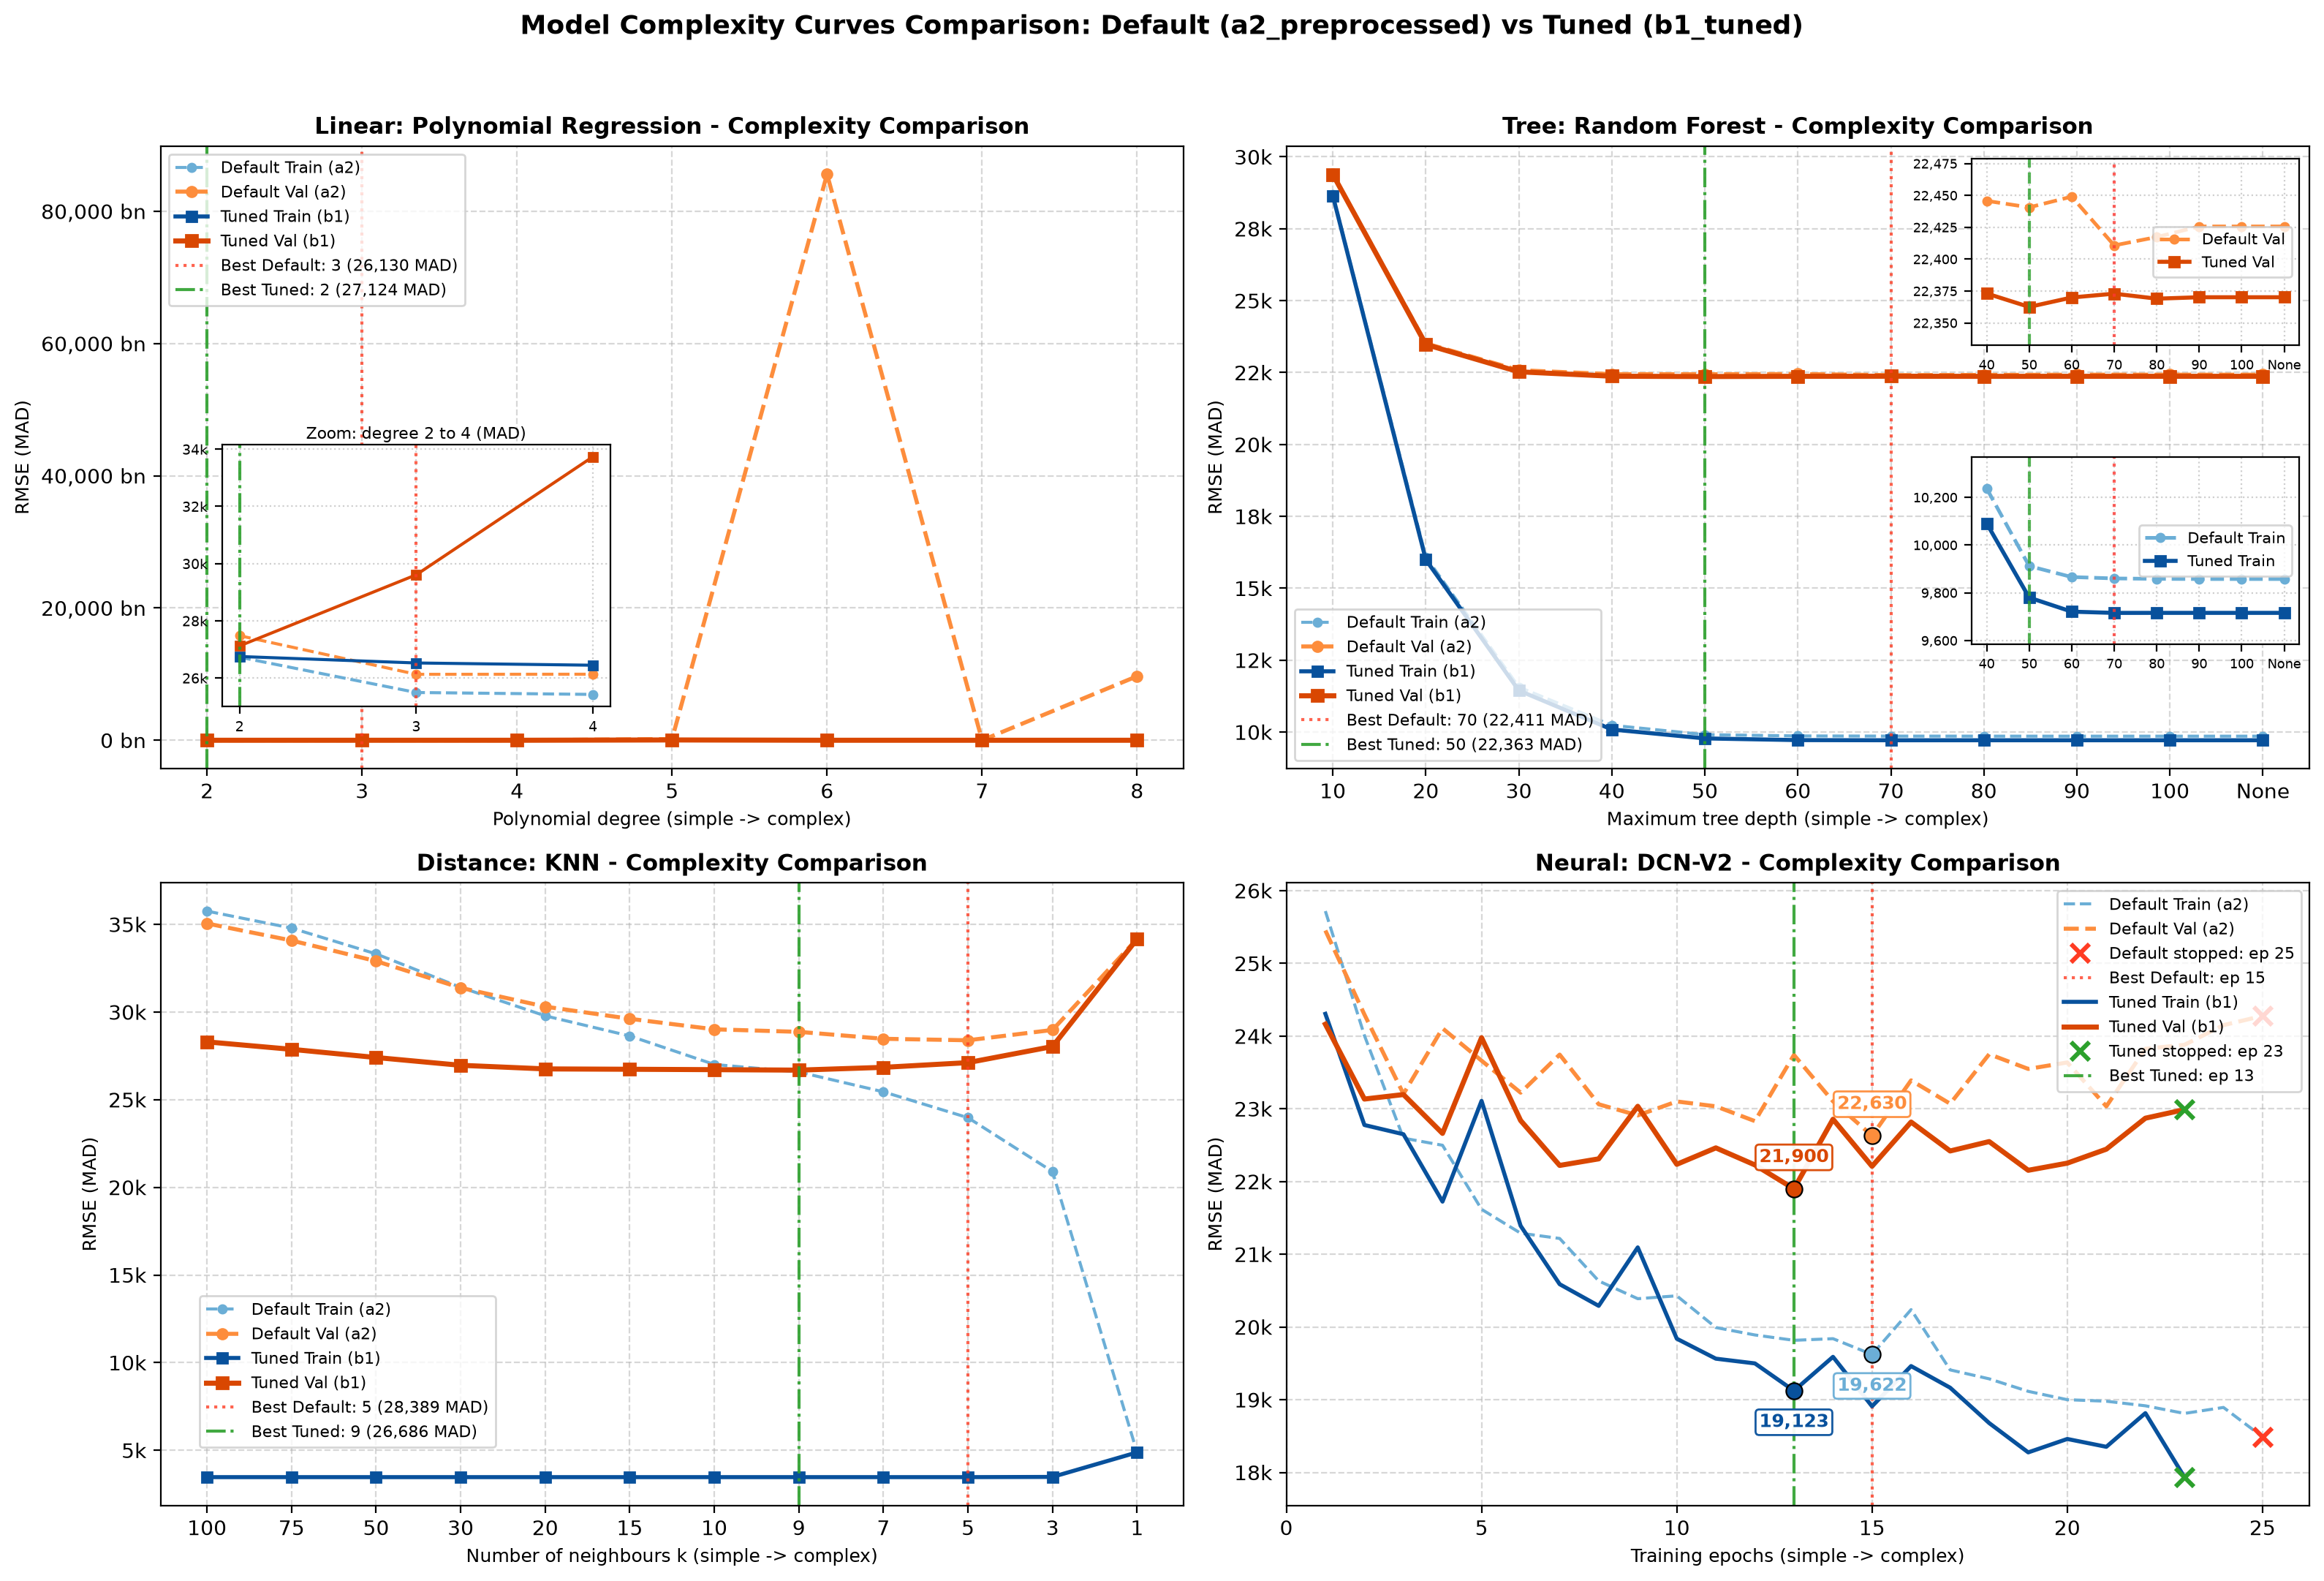 Model Complexity Curves Comparison: Default (a2_preprocessed) vs Tuned (b1_tuned)
Linear: Polynomial Regression - Complexity Comparison
RMSE (MAD)
80,000 bn
60,000 bn
40,000 bn
20,000 bn
0 bn
Default Train (a2)
Default Val (a2)
Tuned Train (b1)
Tuned Val (b1)
Best Default: 3 (26,130 MAD)
Best Tuned: 2 (27,124 MAD)
Zoom: degree 2 to 4 (MAD)
34k
32k
30k
28k
26k
2 3 4
2 3 4 5 6 7 8
Polynomial degree (simple -> complex)
Tree: Random Forest - Complexity Comparison
RMSE (MAD)
30k
28k
25k
22k
20k
18k
15k
12k
10k
22,475
22,450
22,425
22,400
22,375
22,350
Default Val
Tuned Val
40 50 60 70 80 90 100 None
10,200
10,000
9,800
9,600
Default Train
Tuned Train
40 50 60 70 80 90 100 None
Default Train (a2)
Default Val (a2)
Tuned Train (b1)
Tuned Val (b1)
Best Default: 70 (22,411 MAD)
Best Tuned: 50 (22,363 MAD)
10 20 30 40 50 60 70 80 90 100 None
Maximum tree depth (simple -> complex)
Distance: KNN - Complexity Comparison
RMSE (MAD)
35k
30k
25k
20k
15k
10k
5k
Default Train (a2)
Default Val (a2)
Tuned Train (b1)
Tuned Val (b1)
Best Default: 5 (28,389 MAD)
Best Tuned: 9 (26,686 MAD)
100 75 50 30 20 15 10 9 7 5 3 1
Number of neighbours k (simple -> complex)
Neural: DCN-V2 - Complexity Comparison
RMSE (MAD)
26k
25k
24k
23k
22k
21k
20k
19k
18k
Default Train (a2)
Default Val (a2)
Default stopped: ep 25
Best Default: ep 15
Tuned Train (b1)
Tuned Val (b1)
Tuned stopped: ep 23
Best Tuned: ep 13
22,630
21,900
19,622
19,123
0 5 10 15 20 25
Training epochs (simple -> complex)